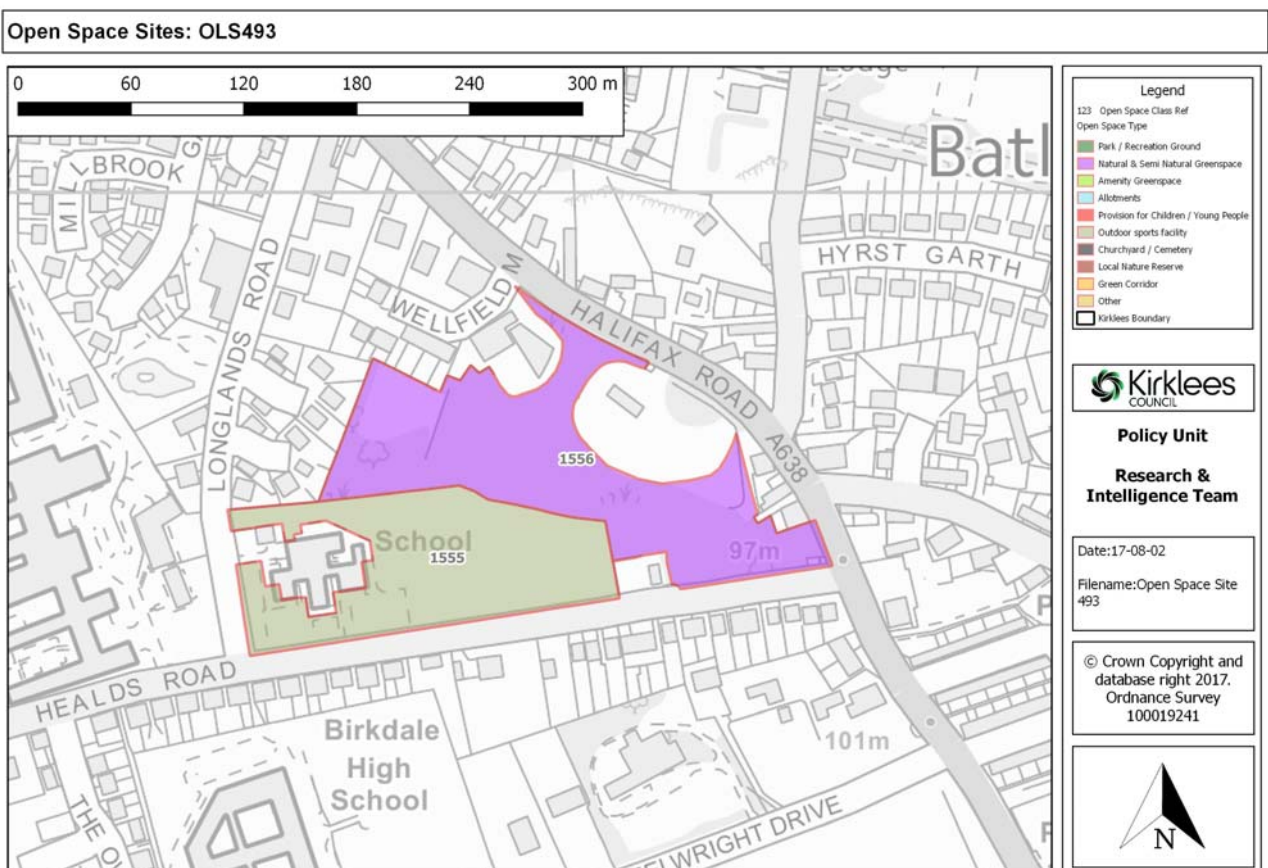 Open Space Sites: OLS493
0 60 120 180 240 300 m
Batl
MILLBROOK G
LONGLANDS ROAD
WELLFIELD M
HALIFAX ROAD A638
HYRST GARTH
1556
School
1555
97m
HEALDS ROAD
Birkdale
High
School
101m
ELWRIGHT DRIVE
Legend
123 Open Space Class Ref
Open Space Type
Park / Recreation Ground
Natural & Semi Natural Greenspace
Amenity Greenspace
Allotments
Provision for Children / Young People
Outdoor sports facility
Churchyard / Cemetery
Local Nature Reserve
Green Corridor
Other
Kirklees Boundary
Kirklees
COUNCIL
Policy Unit
Research &
Intelligence Team
Date:17-08-02
Filename:Open Space Site
493
© Crown Copyright and
database right 2017.
Ordnance Survey
100019241
N